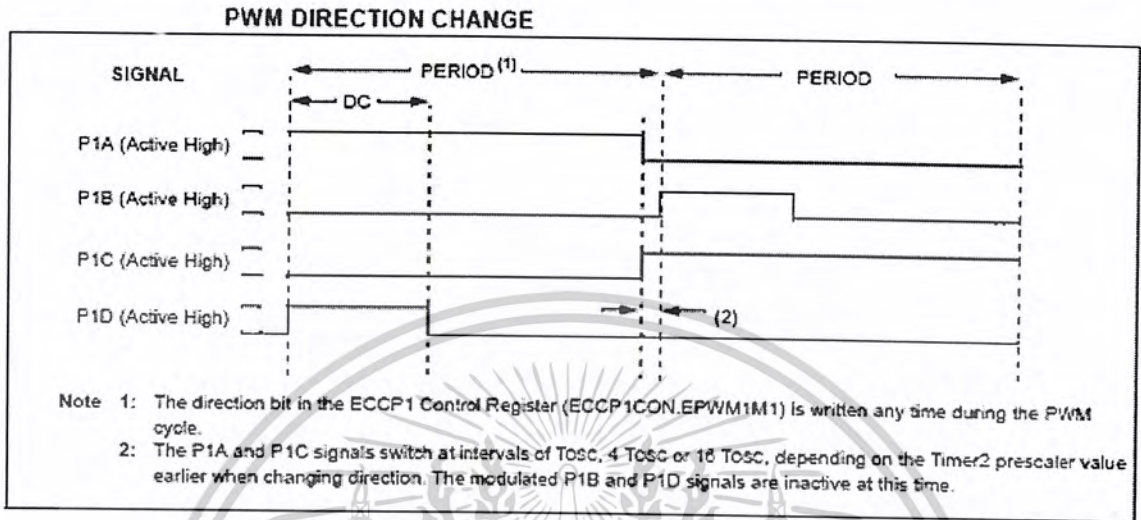 PWM DIRECTION CHANGE
SIGNAL
PERIOD(1)
PERIOD
DC
P1A (Active High)
P1B (Active High)
P1C (Active High)
P1D (Active High)
(2)
Note 1: The direction bit in the ECCP1 Control Register (ECCP1CON.EPWM1M1) is written any time during the PWM
cycle.
2: The P1A and P1C signals switch at intervals of TOSC, 4 TOSC or 16 TOSC, depending on the Timer2 prescaler value
earlier when changing direction. The modulated P1B and P1D signals are inactive at this time.